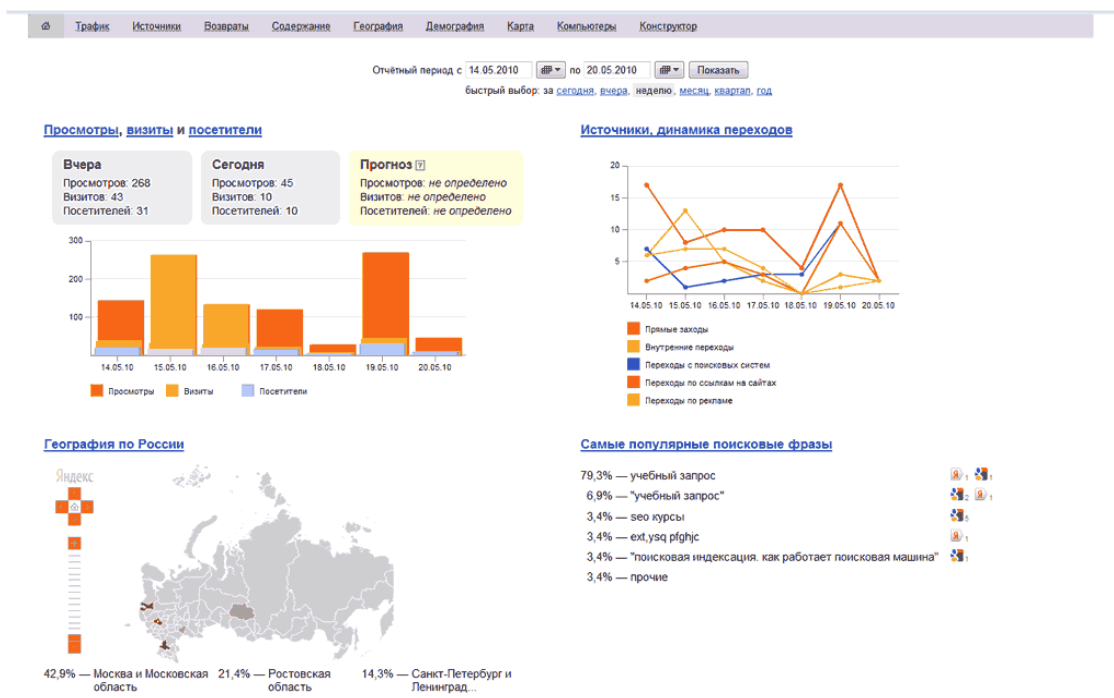 Трафик Источники Возвраты Содержание География Демография Карта Компьютеры Конструктор
Отчётный период с 14.05.2010 по 20.05.2010 Показать
быстрый выбор: за сегодня, вчера, неделю, месяц, квартал, год
Просмотры, визиты и посетители
Вчера
Просмотров: 268
Визитов: 43
Посетителей: 31
Сегодня
Просмотров: 45
Визитов: 10
Посетителей: 10
Прогноз ?
Просмотров: не определено
Визитов: не определено
Посетителей: не определено
300
200
100
14.05.10 15.05.10 16.05.10 17.05.10 18.05.10 19.05.10 20.05.10
Просмотры Визиты Посетители
Источники, динамика переходов
20
15
10
5
14.05.10 15.05.10 16.05.10 17.05.10 18.05.10 19.05.10 20.05.10
Прямые заходы
Внутренние переходы
Переходы с поисковых систем
Переходы по ссылкам на сайтах
Переходы по рекламе
География по России
Яндекс
42,9% — Москва и Московская область
21,4% — Ростовская область
14,3% — Санкт-Петербург и Ленинград...
Самые популярные поисковые фразы
79,3% — учебный запрос Я 1 1
6,9% — "учебный запрос" 2 Я 1
3,4% — seo курсы 5
3,4% — ext,ysq pfghjc Я 1
3,4% — "поисковая индексация. как работает поисковая машина" 1
3,4% — прочие